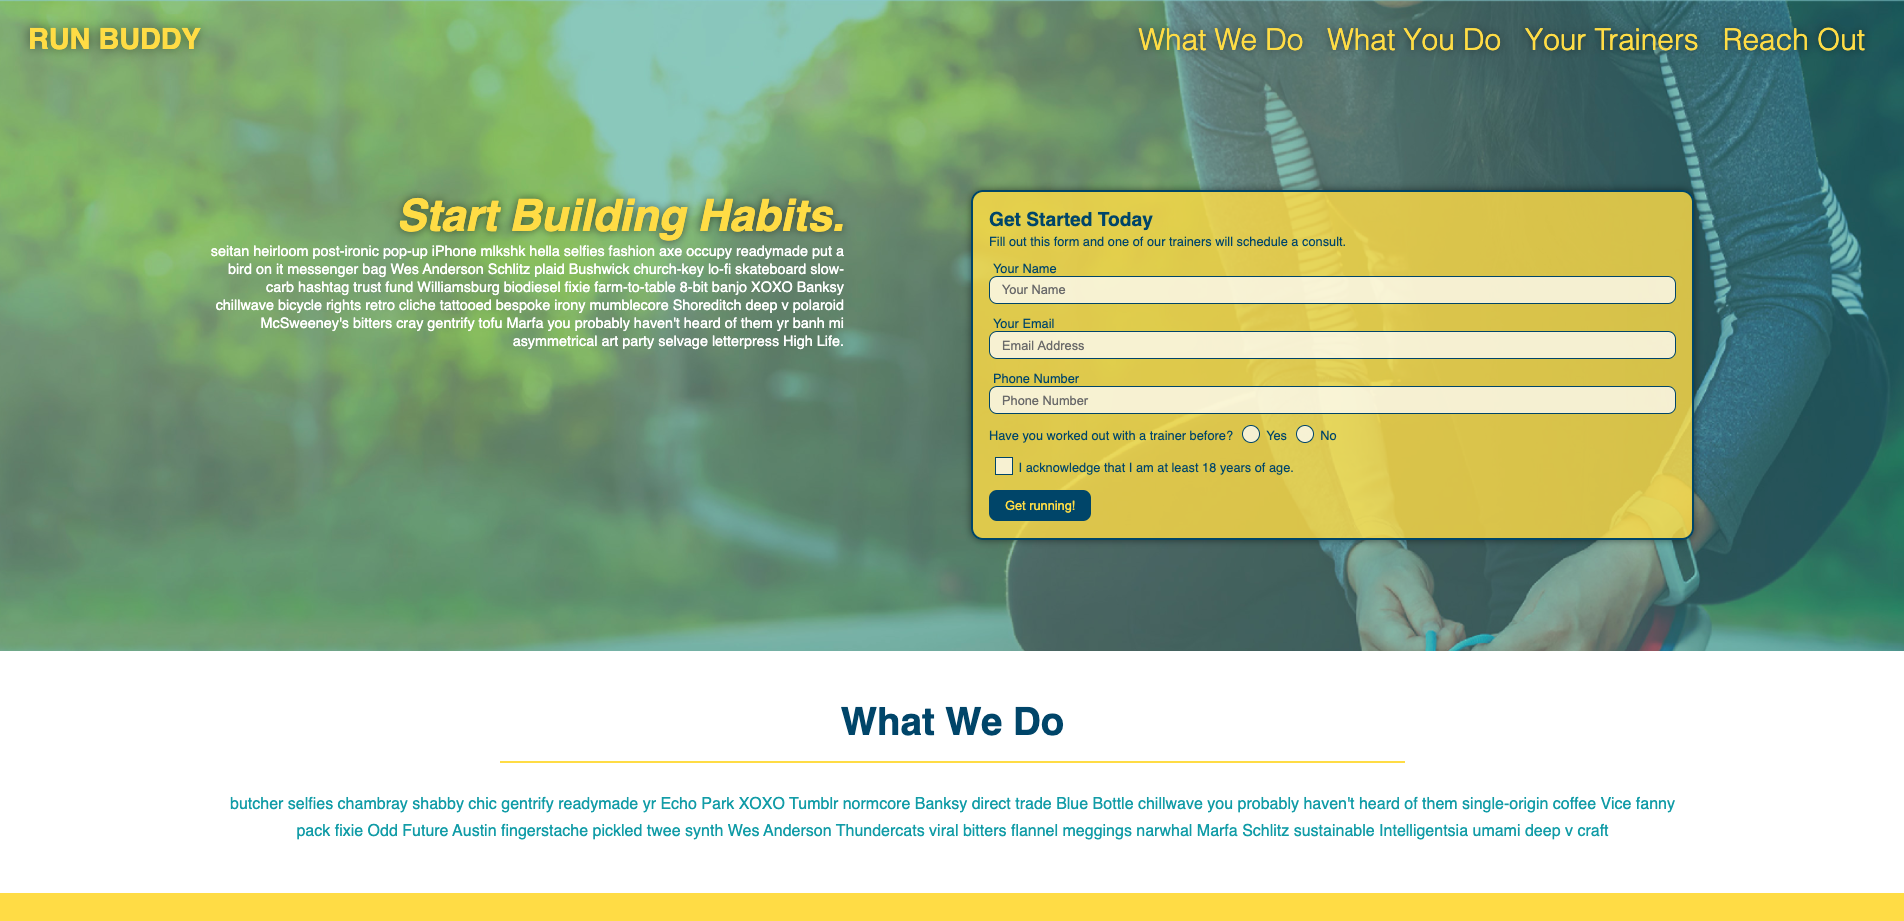 RUN BUDDY
What We Do What You Do Your Trainers Reach Out
Start Building Habits.
seitan heirloom post-ironic pop-up iPhone mlkshk hella selfies fashion axe occupy readymade put a
bird on it messenger bag Wes Anderson Schlitz plaid Bushwick church-key lo-fi skateboard slow-
carb hashtag trust fund Williamsburg biodiesel fixie farm-to-table 8-bit banjo XOXO Banksy
chillwave bicycle rights retro cliche tattooed bespoke irony mumblecore Shoreditch deep v polaroid
McSweeney's bitters cray gentrify tofu Marfa you probably haven't heard of them yr banh mi
asymmetrical art party selvage letterpress High Life.
Get Started Today
Fill out this form and one of our trainers will schedule a consult.
Your Name
Your Name
Your Email
Email Address
Phone Number
Phone Number
Have you worked out with a trainer before? Yes No
I acknowledge that I am at least 18 years of age.
Get running!
What We Do
butcher selfies chambray shabby chic gentrify readymade yr Echo Park XOXO Tumblr normcore Banksy direct trade Blue Bottle chillwave you probably haven't heard of them single-origin coffee Vice fanny
pack fixie Odd Future Austin fingerstache pickled twee synth Wes Anderson Thundercats viral bitters flannel meggings narwhal Marfa Schlitz sustainable Intelligentsia umami deep v craft